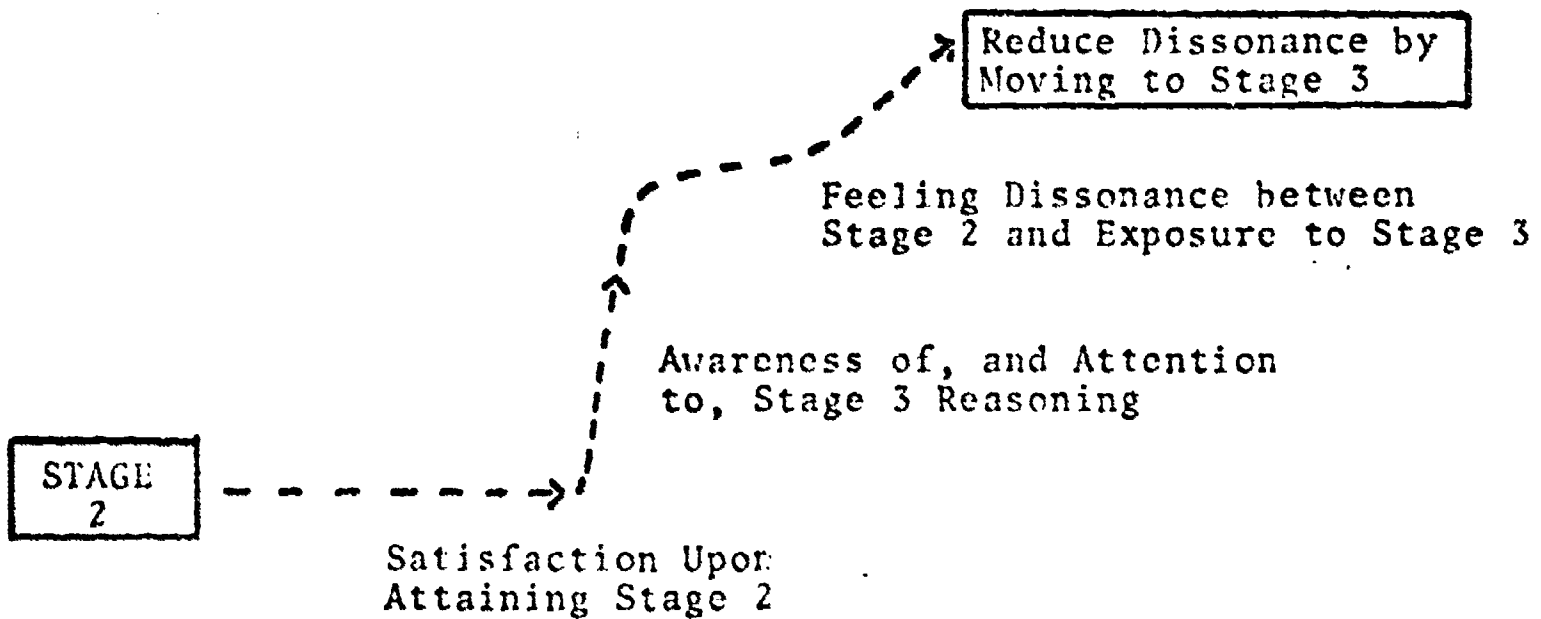 Reduce Dissonance by
Moving to Stage 3
Feeling Dissonance between
Stage 2 and Exposure to Stage 3
Awareness of, and Attention
to, Stage 3 Reasoning
STAGE
2
Satisfaction Upon
Attaining Stage 2